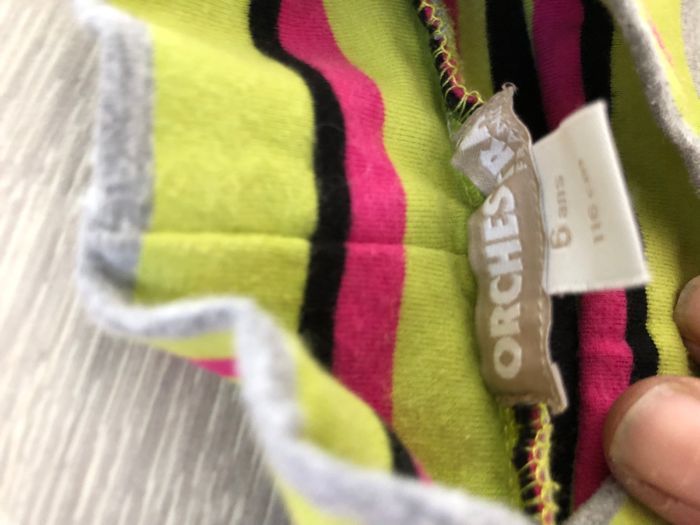 ORCHES
6 ans
116 cm